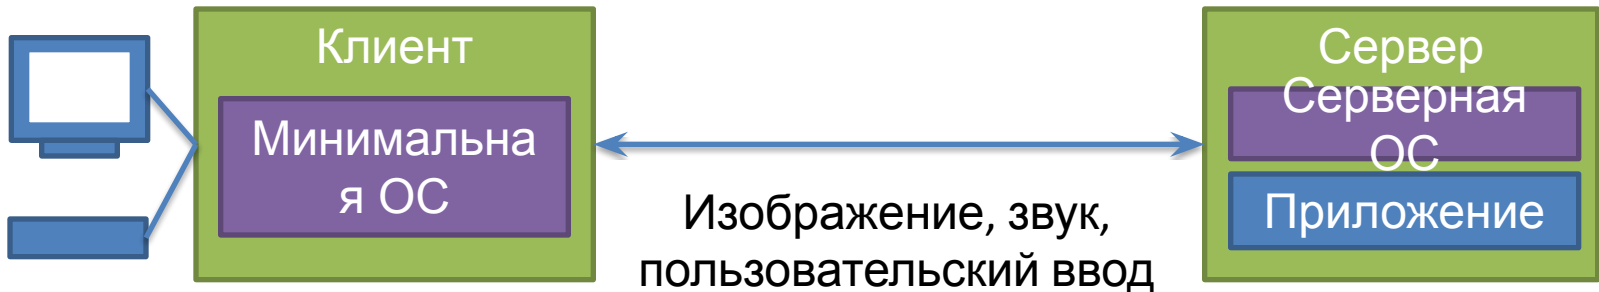 Клиент
Минимальна
я ОС
Изображение, звук,
пользовательский ввод
Сервер
Серверная
ОС
Приложение